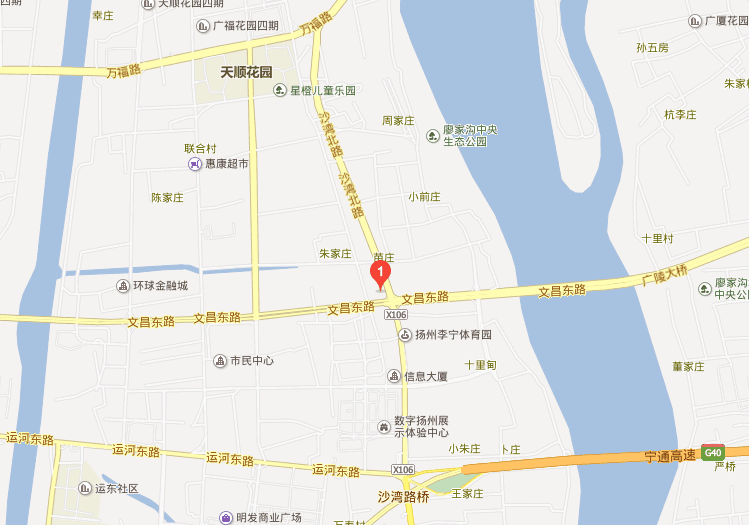 四期
幸庄
天顺花园四期
广福花园四期
万福路
广厦花园
孙五房
万福路
天顺花园
星橙儿童乐园
朱家桥
沙湾北路
周家庄
杭李庄
廖家沟中央
生态公园
联合村
惠康超市
沙湾北路
陈家庄
小前庄
十里村
朱家庄
苗庄
1
广陵大桥
环球金融城
文昌东路
文昌东路
文昌东路
文昌东路
文昌东路
廖家沟
中央公园
X106
扬州李宁体育园
市民中心
信息大厦
十里甸
董家庄
数字扬州展
示体验中心
运河东路
运河东路
运河东路
运河东路
小朱庄
卜庄
宁通高速
G40
严桥
X106
沙湾路桥
王家庄
运东社区
明发商业广场